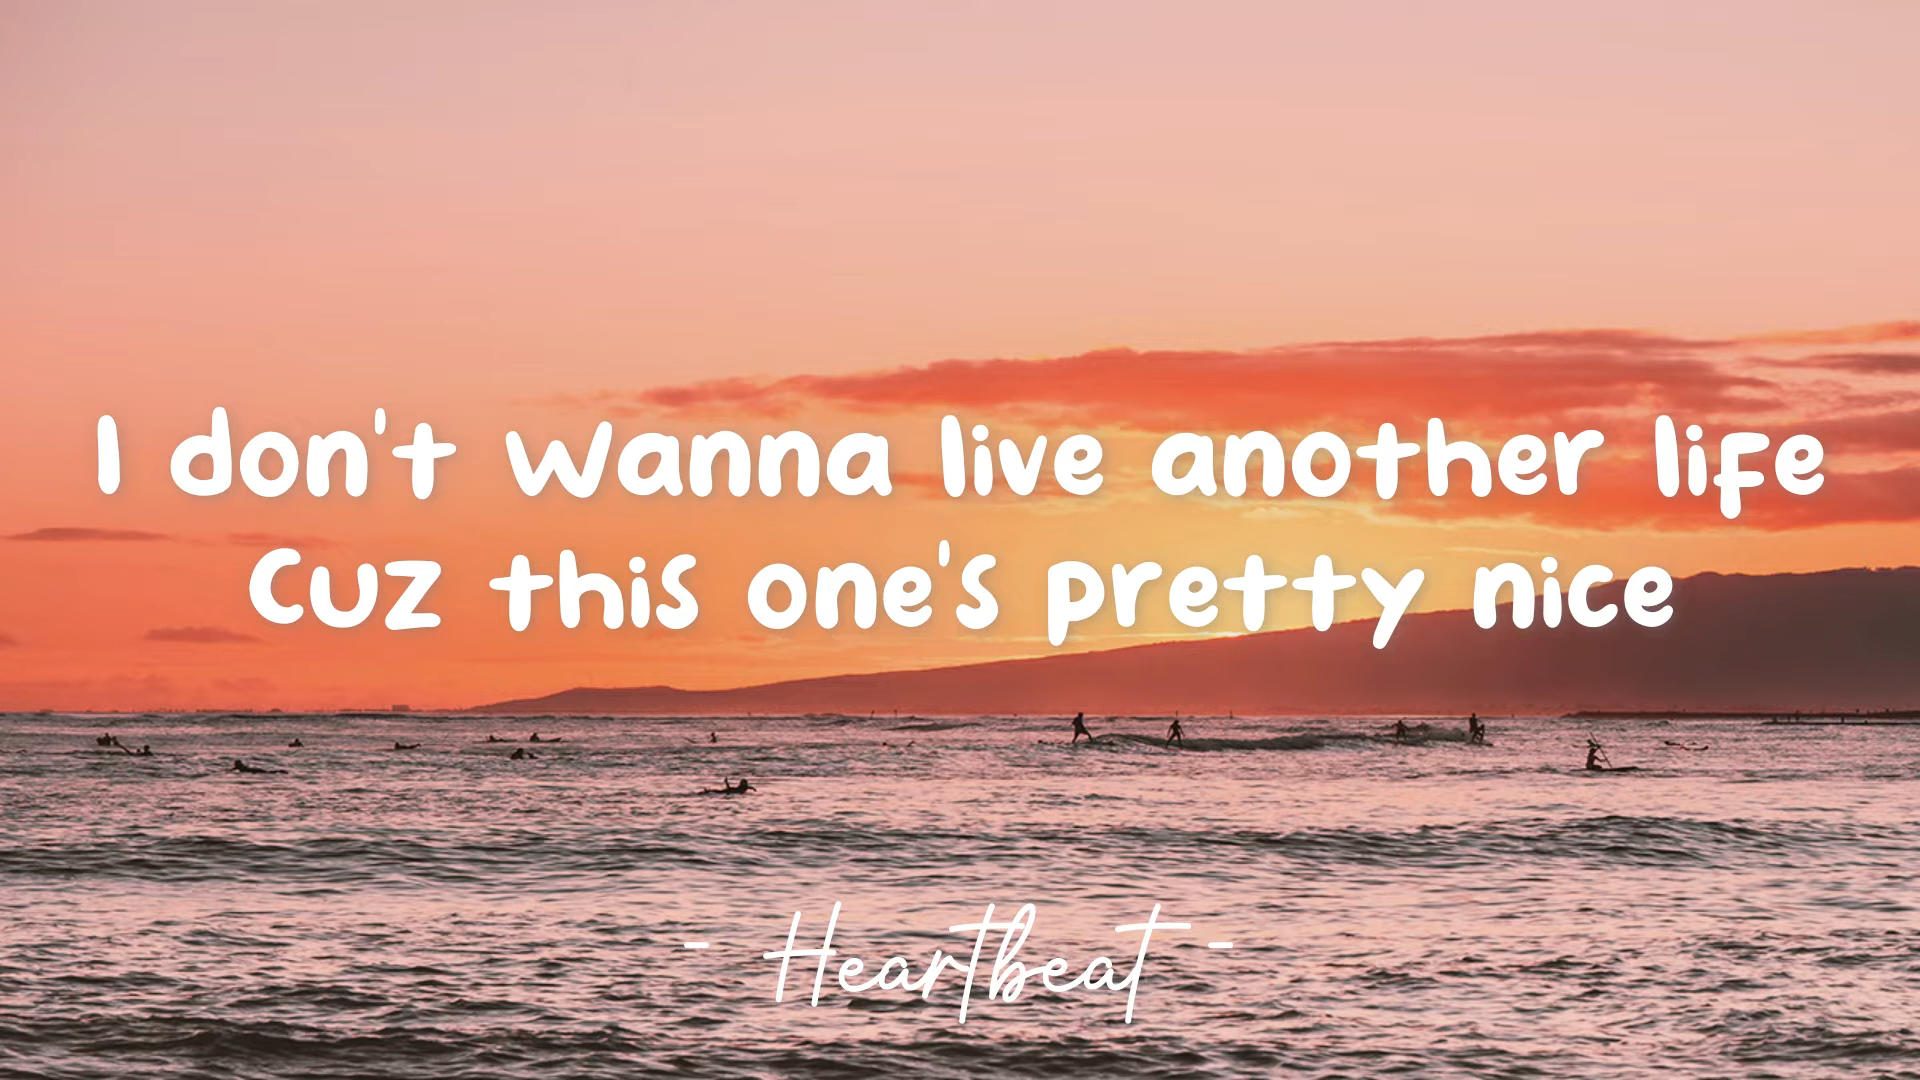 I don't wanna live another life
Cuz this one's pretty nice
- Heartbeat -